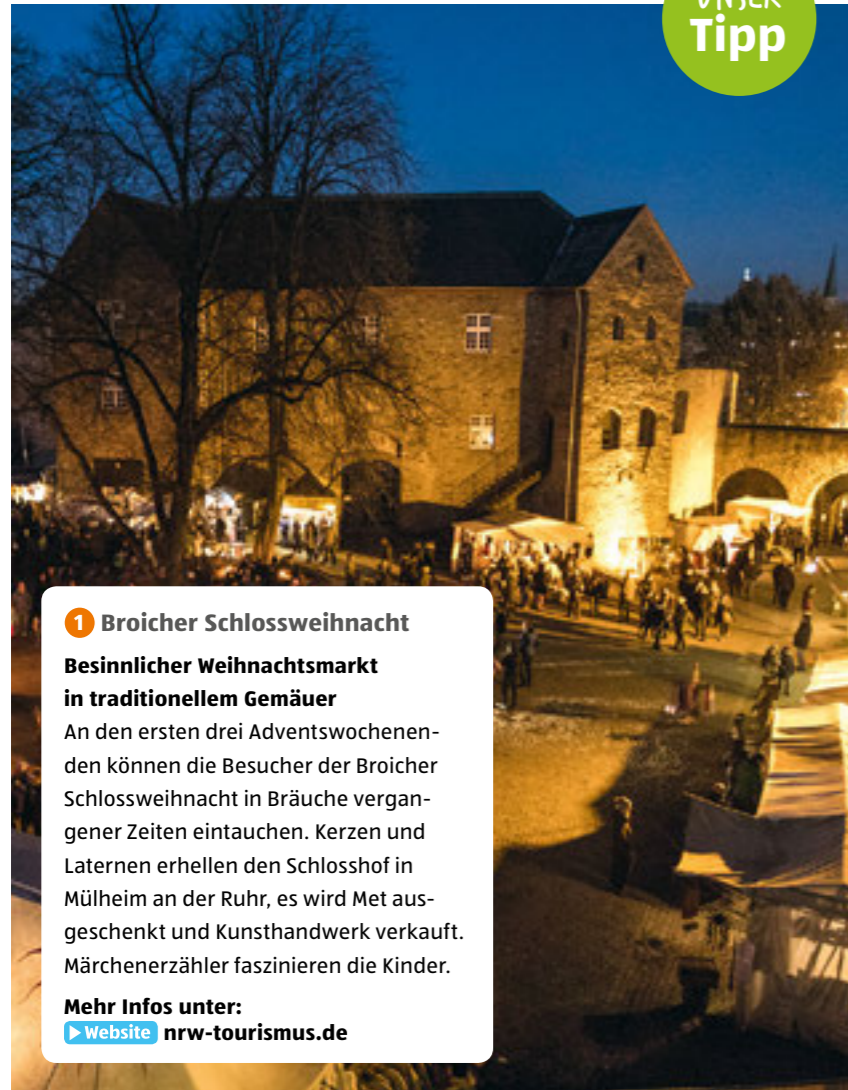 UNSER
Tipp
1 Broicher Schlossweihnacht
Besinnlicher Weihnachtsmarkt
in traditionellem Gemäuer
An den ersten drei Adventswochenen-
den können die Besucher der Broicher
Schlossweihnacht in Bräuche vergan-
gener Zeiten eintauchen. Kerzen und
Laternen erhellen den Schlosshof in
Mülheim an der Ruhr, es wird Met aus-
geschenkt und Kunsthandwerk verkauft.
Märchenerzähler faszinieren die Kinder.
Mehr Infos unter:
Website nrw-tourismus.de